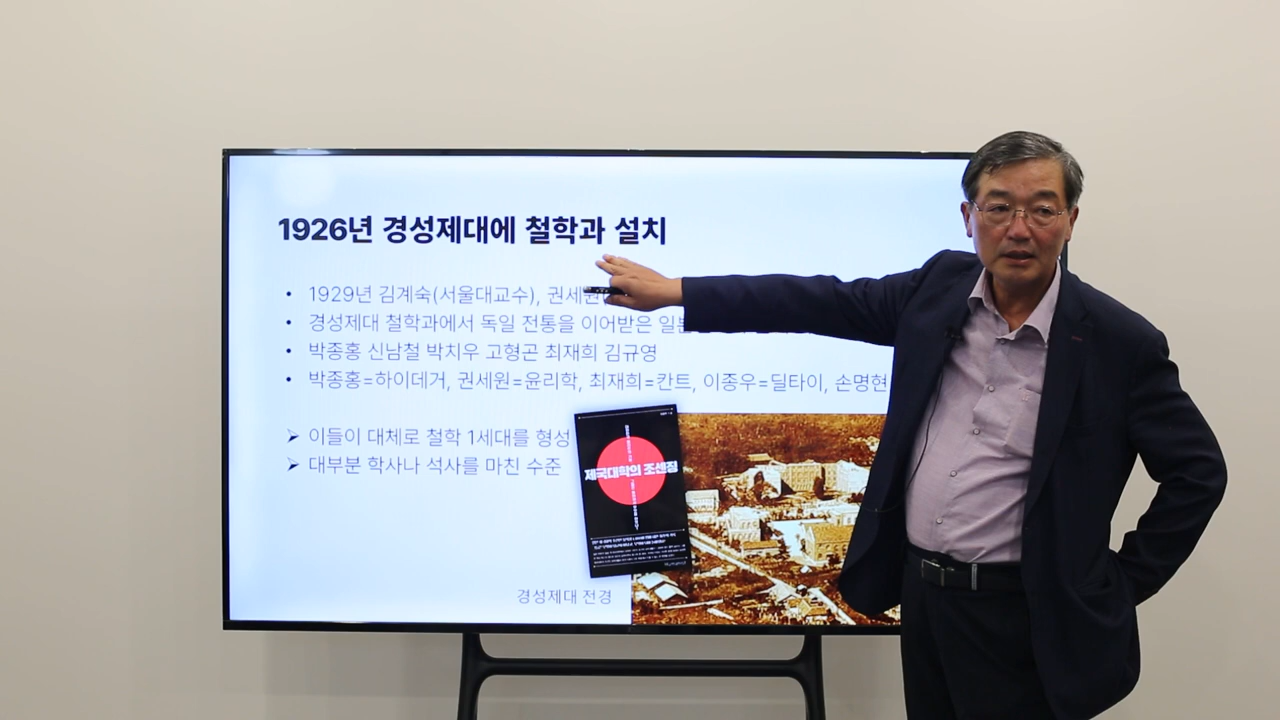 1926년 경성제대에 철학과 설치
• 1929년 김계숙(서울대교수), 권세원(
• 경성제대 철학과에서 독일 전통을 이어받은
• 박종홍 신남철 박치우 고형곤 최재희 김규영
• 박종홍=하이데거, 권세원=윤리학, 최재희=칸트, 이종우=딜타이, 손명현
➢ 이들이 대체로 철학 1세대를 형성
➢ 대부분 학사나 석사를 마친 수준
제국대학의 조센징
경성제대 전경